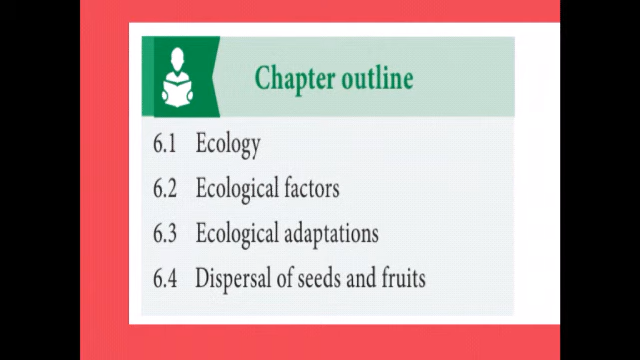 Chapter outline
6.1 Ecology
6.2 Ecological factors
6.3 Ecological adaptations
6.4 Dispersal of seeds and fruits